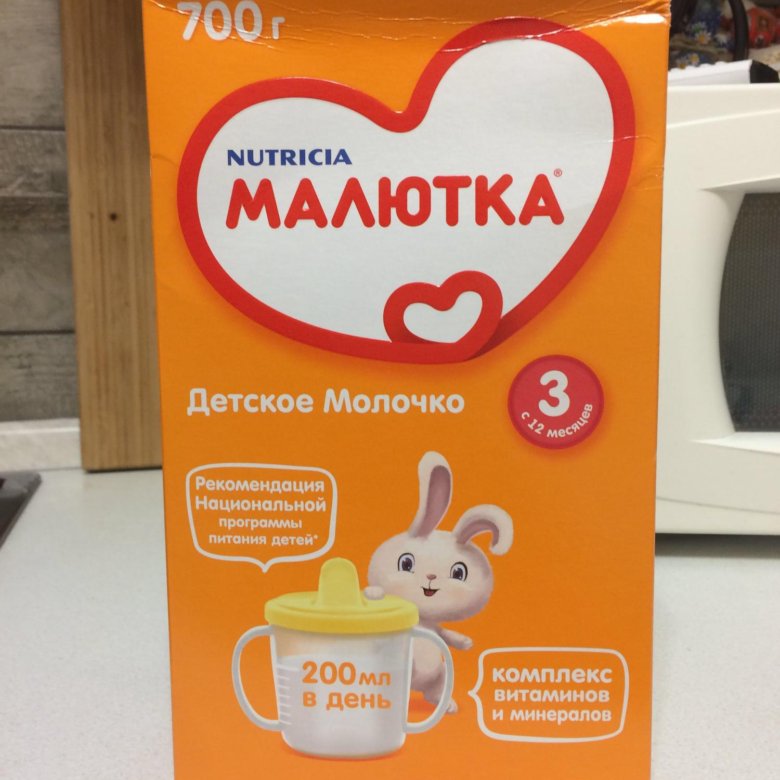 700 г
NUTRICIA
МАЛЮТКА®
Детское Молочко
3
с 12 месяцев
Рекомендация
Национальной
программы
питания детей*
200 мл
в день
комплекс
витаминов
и минералов